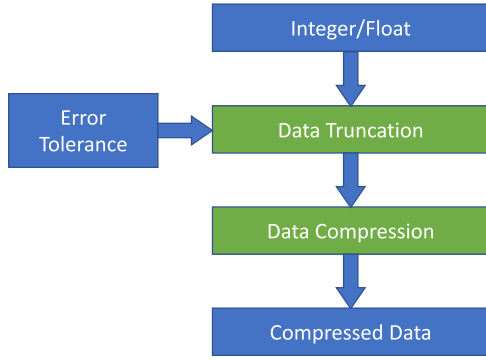 Integer/Float
Error
Tolerance
Data Truncation
Data Compression
Compressed Data